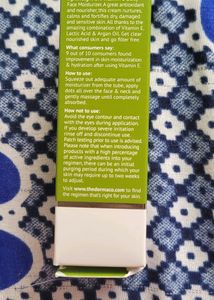 Face Moisturizer. A great antioxidant
and nourisher, this cream nurtures,
calms and fortifies dry, damaged
and sensitive skin. All thanks to the
amazing combination of Vitamin E,
Lactic Acid & Argan Oil. Get clear
nourished skin and go filter free.
What consumers say:
9 out of 10 consumers found
improvement in skin moisturization
& hydration after using Vitamin E
How to use:
Squeeze out adequate amount of
moisturizer from the tube, apply
dots all over the face & neck and
gently massage until completely
absorbed.
How not to use:
Avoid the eye contour and contact
with the eyes during application.
If you develop severe irritation
rinse off and discontinue use.
Patch testing prior to use is advised.
Please note that when introducing
products with a high percentage
of active ingredients into your
regimen, there can be an initial
purging period during which your
skin may require up to two weeks
to adjust.
Visit www.thedermaco.com to find
the regimen that's right for your skin.